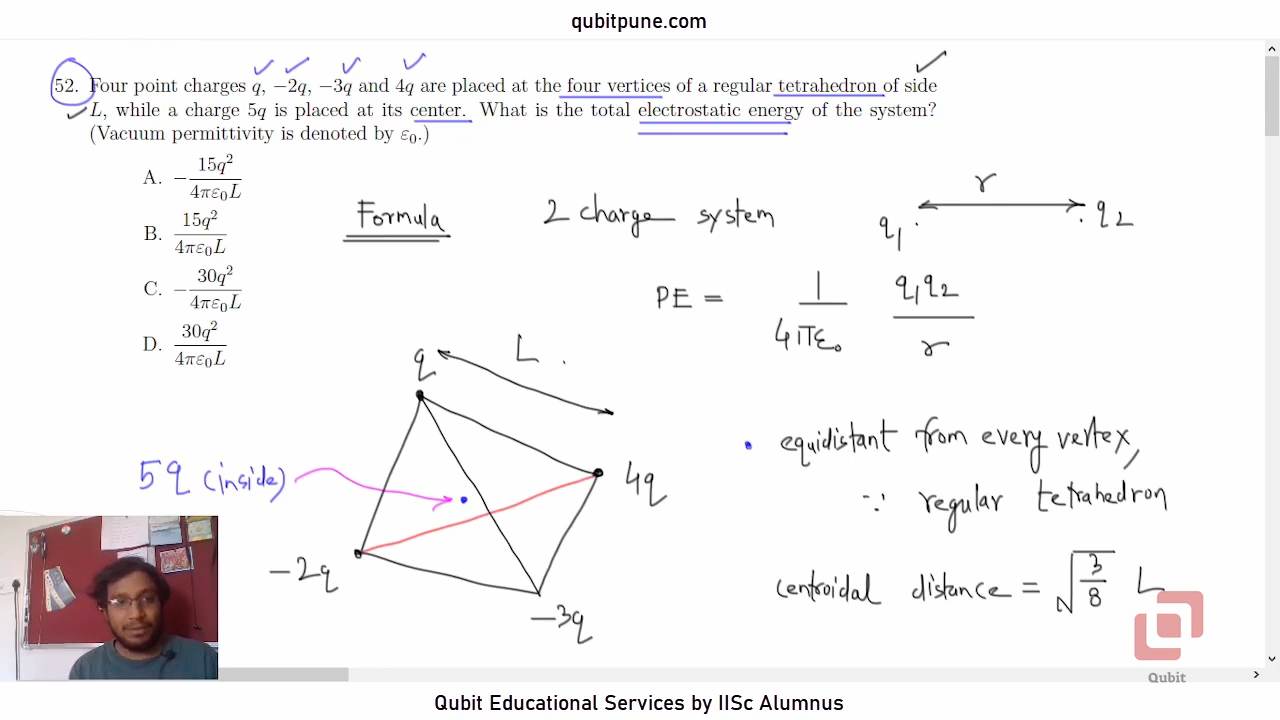 qubitpune.com
52. Four point charges q, −2q, −3q and 4q are placed at the four vertices of a regular tetrahedron of side
L, while a charge 5q is placed at its center. What is the total electrostatic energy of the system?
(Vacuum permittivity is denoted by ε₀.)
A. −15q²/4πε₀L
B. 15q²/4πε₀L
C. −30q²/4πε₀L
D. 30q²/4πε₀L
Formula
2 charge system
r
q₁ q₂
PE = 1/4πε₀ q₁q₂/r
q
L
5q (inside)
4q
−2q
−3q
equidistant from every vertex,
∵ regular tetrahedron
centroidal distance = √3/8 L
Qubit
Qubit Educational Services by IISc Alumnus